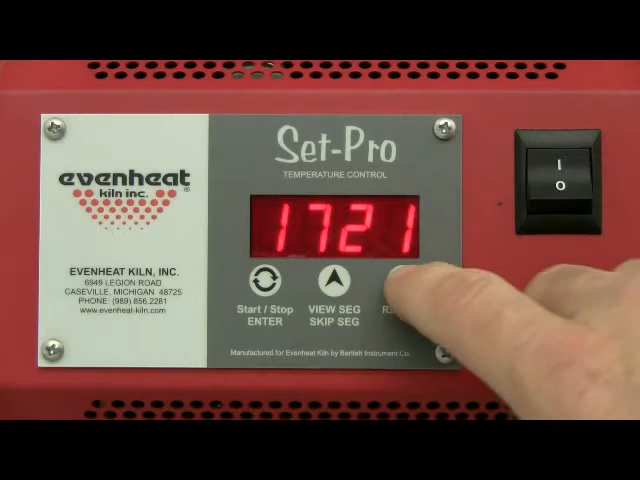 Set-Pro
TEMPERATURE CONTROL
evenheat®
kiln inc.
1721
EVENHEAT KILN, INC.
6949 LEGION ROAD
CASEVILLE, MICHIGAN 48725
PHONE: (989) 856.2281
www.evenheat-kiln.com
Start / Stop
ENTER
VIEW SEG
SKIP SEG
Manufactured for Evenheat Kiln by Bartlett Instrument Co.
I
O